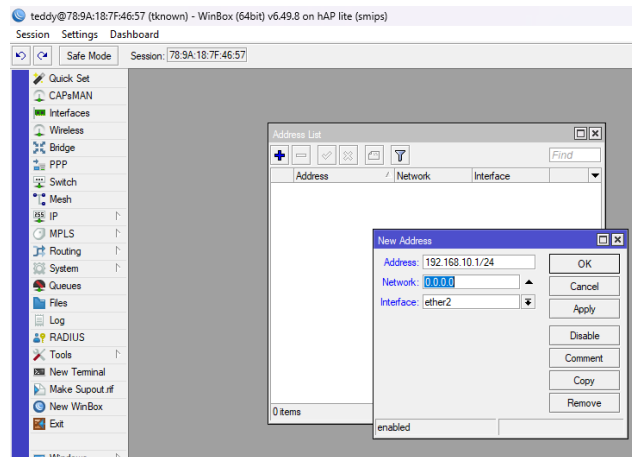 teddy@78:9A:18:7F:46:57 (tknown) - WinBox (64bit) v6.49.8 on hAP lite (smips)
Session Settings Dashboard
Safe Mode Session: 78:9A:18:7F:46:57
Quick Set
CAPsMAN
Interfaces
Wireless
Bridge
PPP
Switch
Mesh
IP
MPLS
Routing
System
Queues
Files
Log
RADIUS
Tools
New Terminal
Make Supout.rif
New WinBox
Exit
Windows
Address List
Find
Address / Network Interface
0 items
New Address
Address: 192.168.10.1/24
Network: 0.0.0.0
Interface: ether2
OK
Cancel
Apply
Disable
Comment
Copy
Remove
enabled